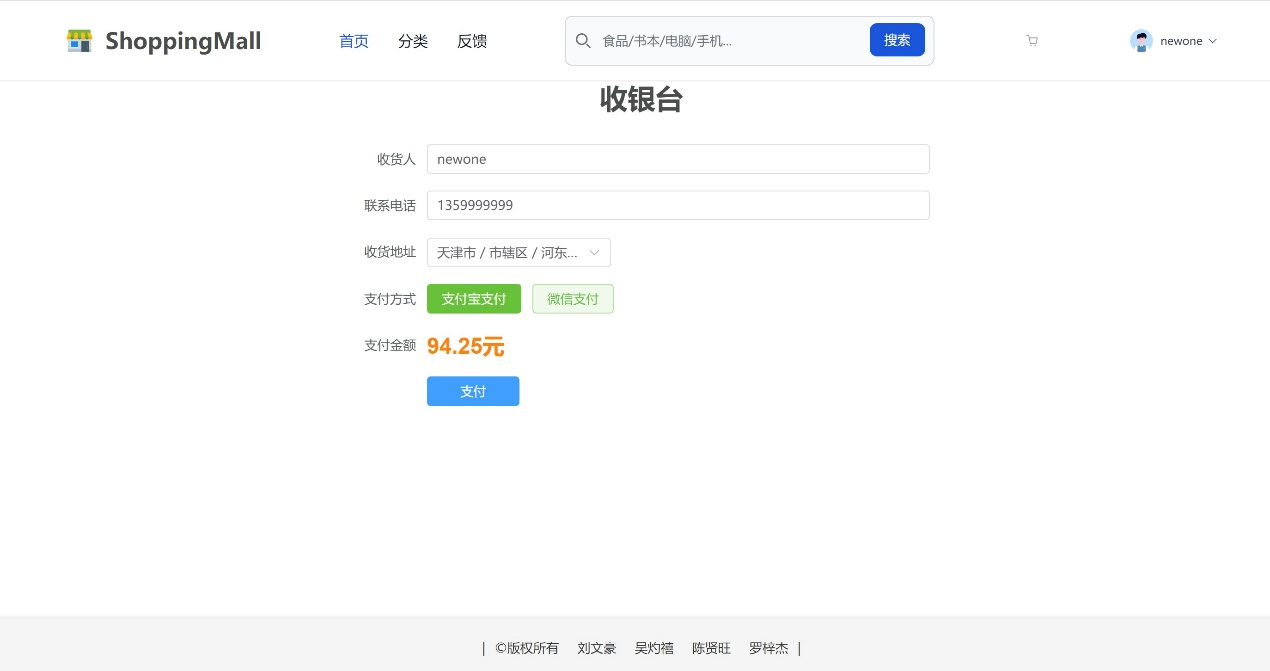 ShoppingMall 首页 分类 反馈 食品/书本/电脑/手机... 搜索 newone
收银台
收货人 newone
联系电话 1359999999
收货地址 天津市 / 市辖区 / 河东...
支付方式 支付宝支付 微信支付
支付金额 94.25元
支付
| ©版权所有 刘文豪 吴灼禧 陈贤旺 罗梓杰 |